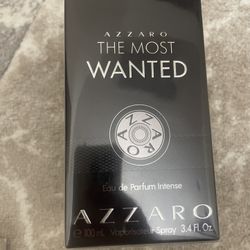 AZZARO
THE MOST
WANTED
AZZARO
Eau de Parfum Intense
AZZARO
℮ 100 mL Vaporisateur Spray 3.4 Fl. Oz.